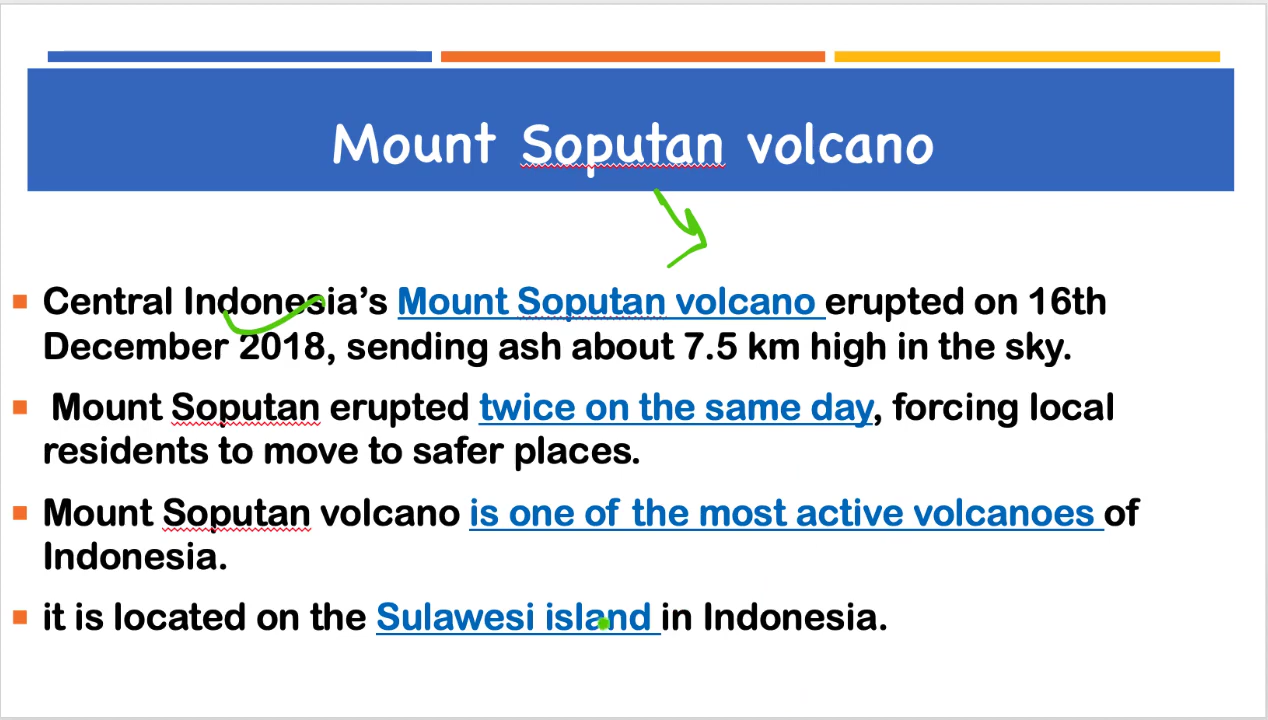 Mount Soputan volcano
Central Indonesia’s Mount Soputan volcano erupted on 16th
December 2018, sending ash about 7.5 km high in the sky.
Mount Soputan erupted twice on the same day, forcing local
residents to move to safer places.
Mount Soputan volcano is one of the most active volcanoes of
Indonesia.
it is located on the Sulawesi island in Indonesia.